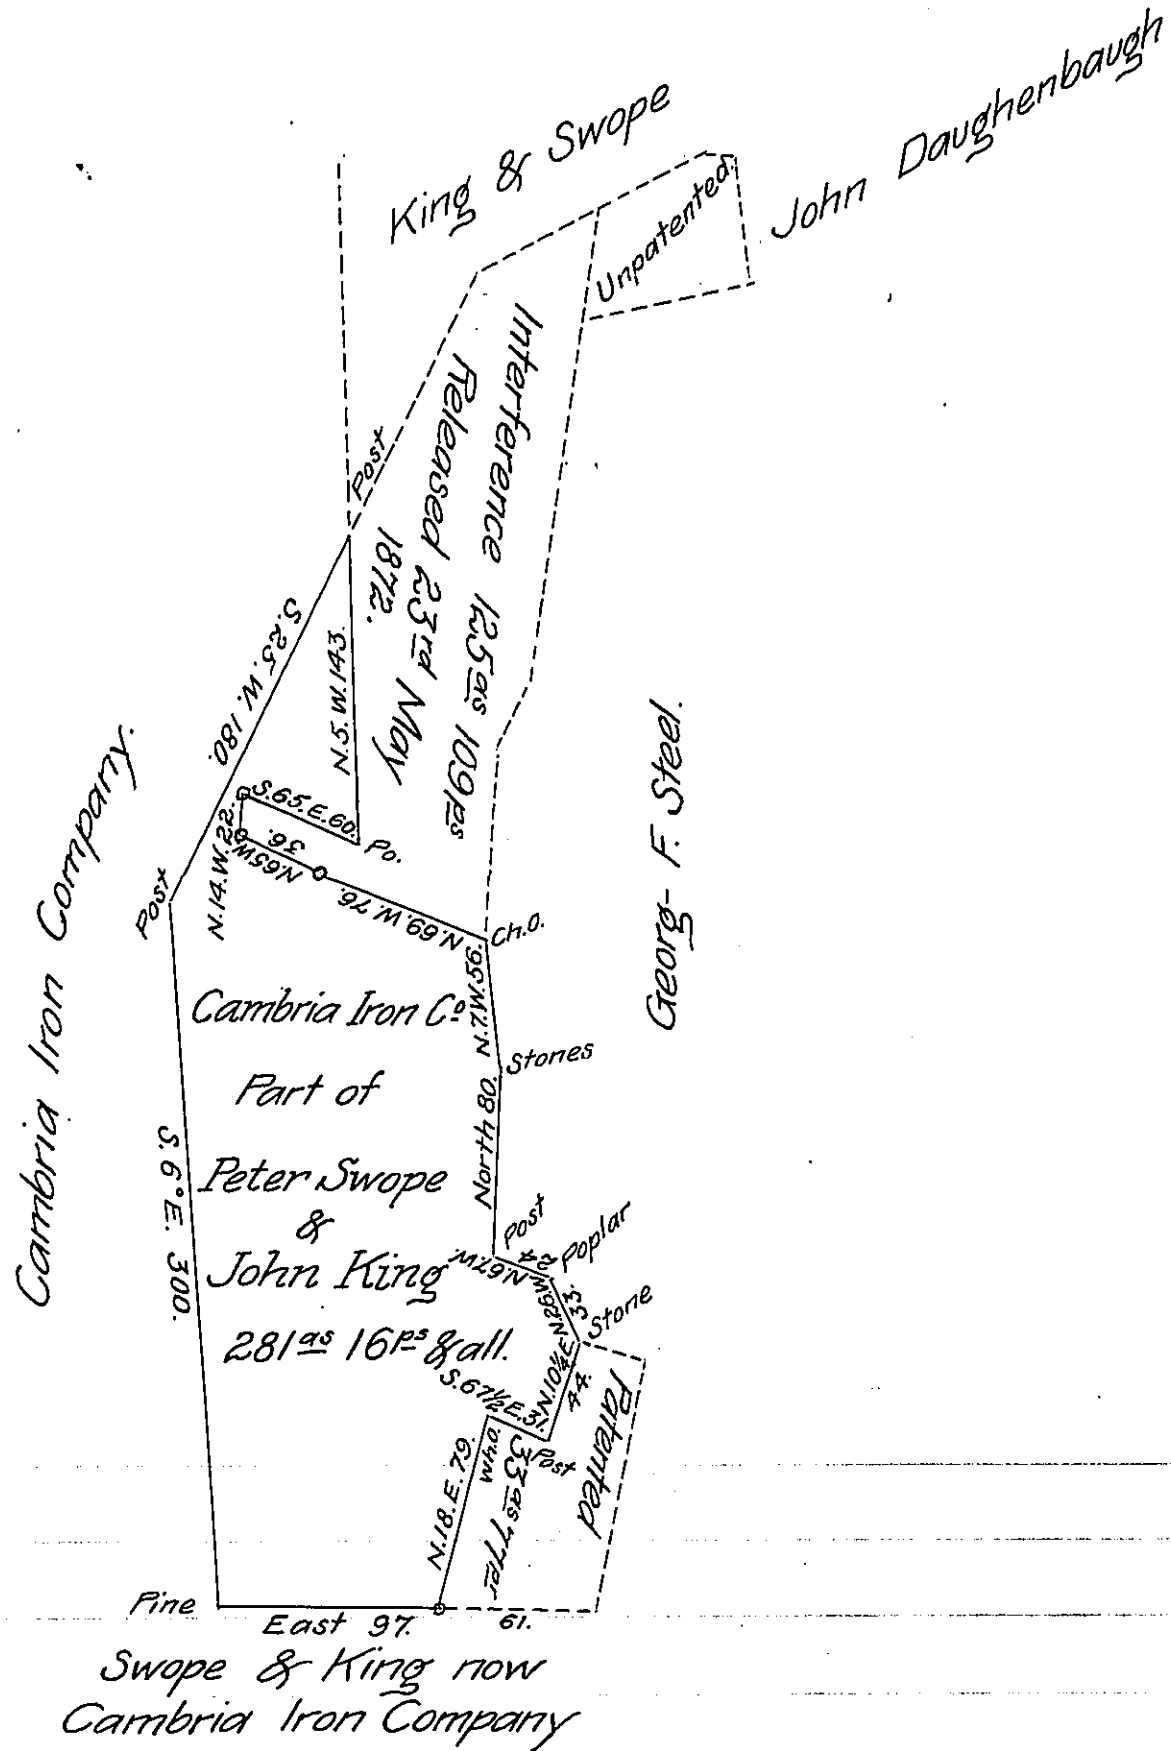 King & Swope
John Daughenbaugh
Unpatented.
Interference 125as 109ps
Released 23rd May
1872.
Post
S.25.W.180.
N.5.W.143.
S.65.E.60.
Po.
N.14.W.22.
N.65W
36.
N.69.W.76.
Ch.O.
Post
Cambria Iron Company.
Georg- F. Steel.
Cambria Iron Co
N.7.W.56.
Stones
Part of
North 80.
Peter Swope
&
John King
281as 16ps & all.
S.6°E. 300.
Post
N.67.W.
24
Poplar
N.26W.
33.
Stone
N.10¼E.
44.
S.67½E.31.
Post
Wh.O.
33as 77pr
Patented
N.18.E.79.
Pine
East 97.
61.
Swope & King now
Cambria Iron Company